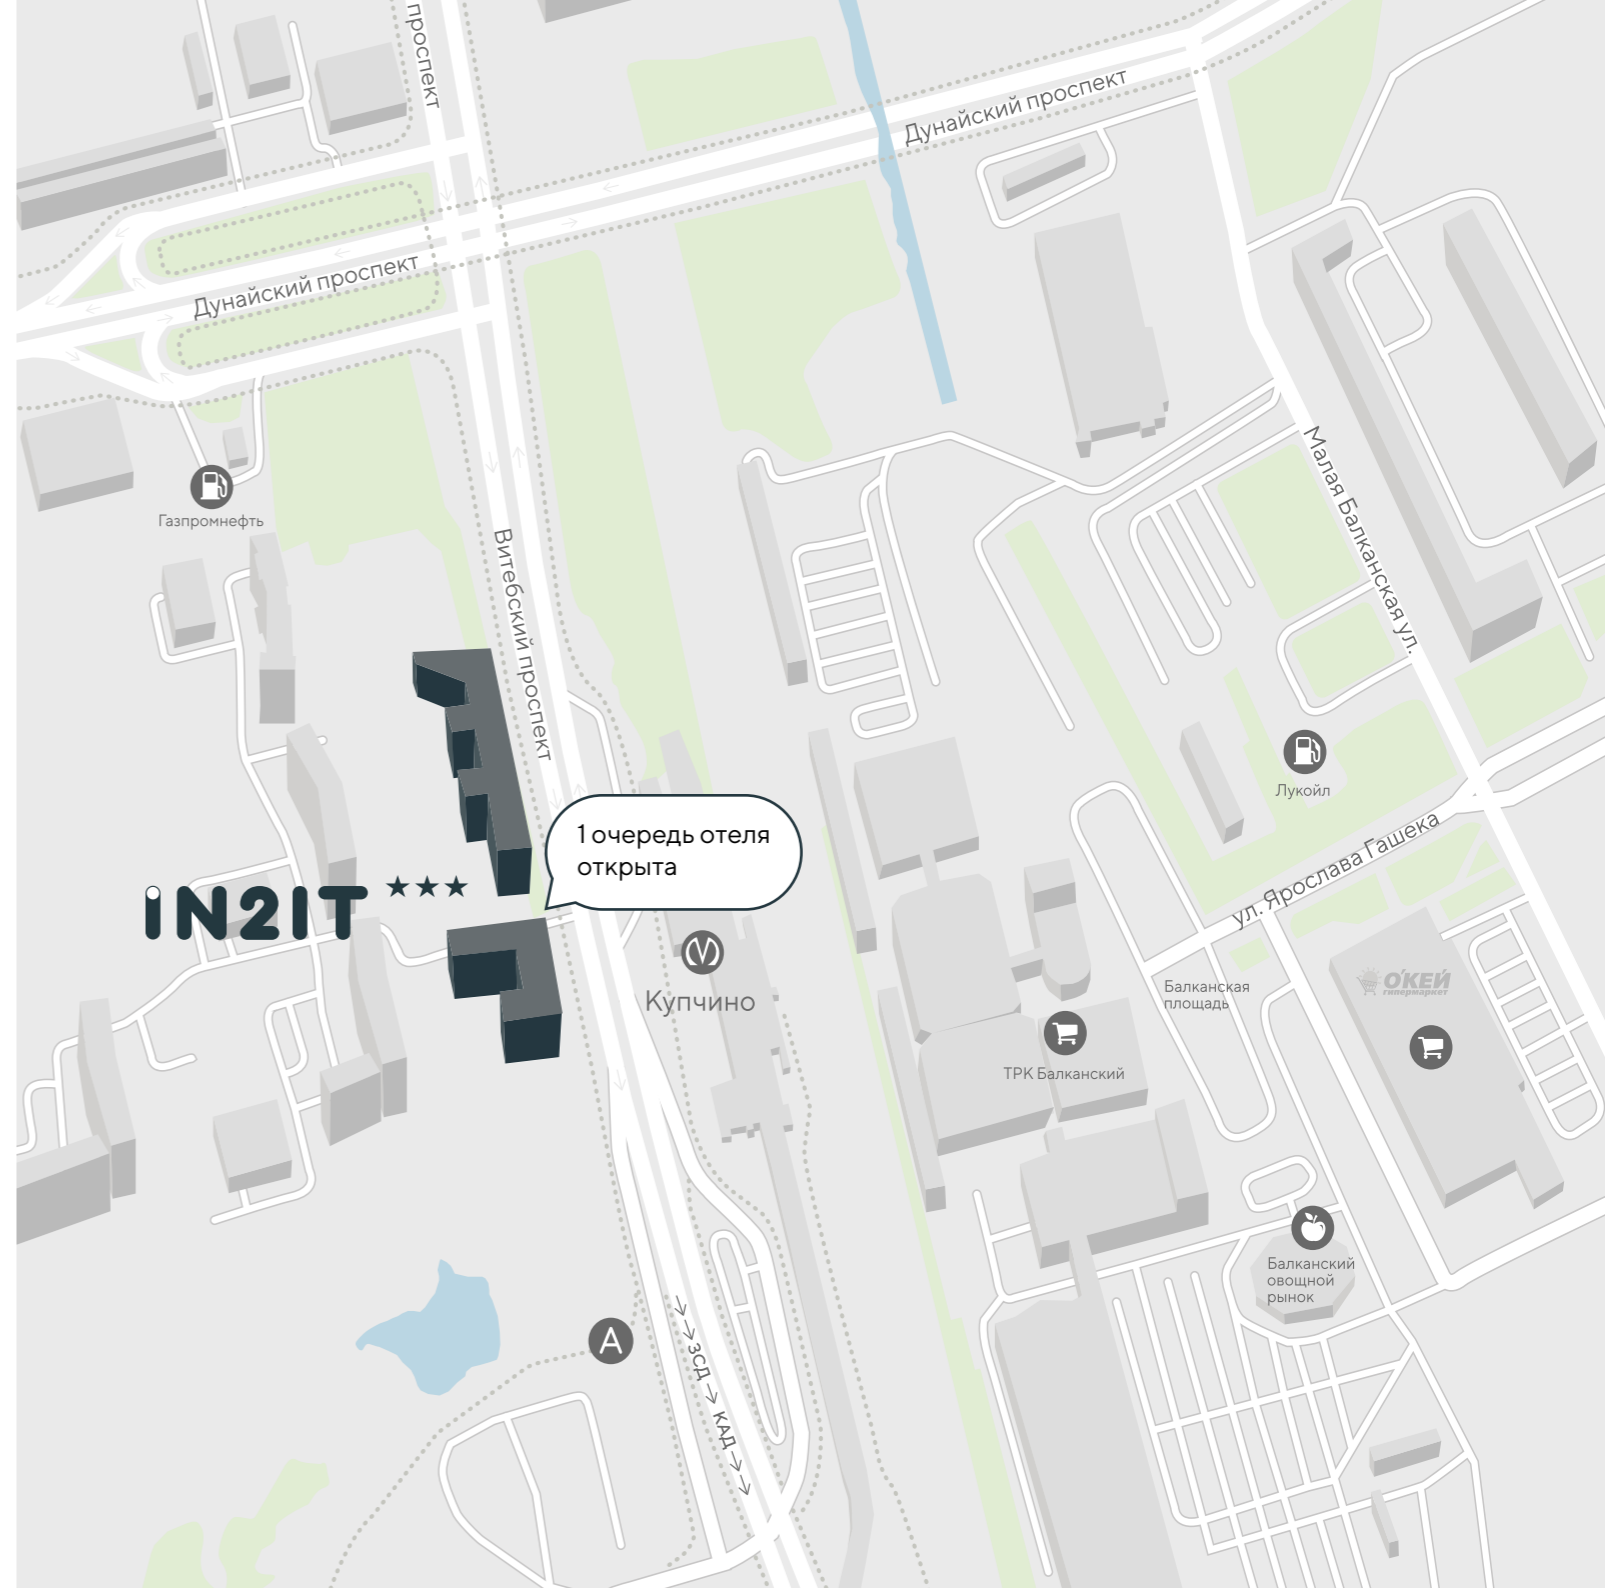 проспект
Дунайский проспект
Дунайский проспект
Малая Балканская ул.
Газпромнефть
Витебский проспект
Лукойл
1 очередь отеля
открыта
iN2IT ★★★
ул. Ярослава Гашека
Купчино
Балканская
площадь
О'КЕЙ
гипермаркет
ТРК Балканский
Балканский
овощной
рынок
А
→→ЗСД→ КАД→→